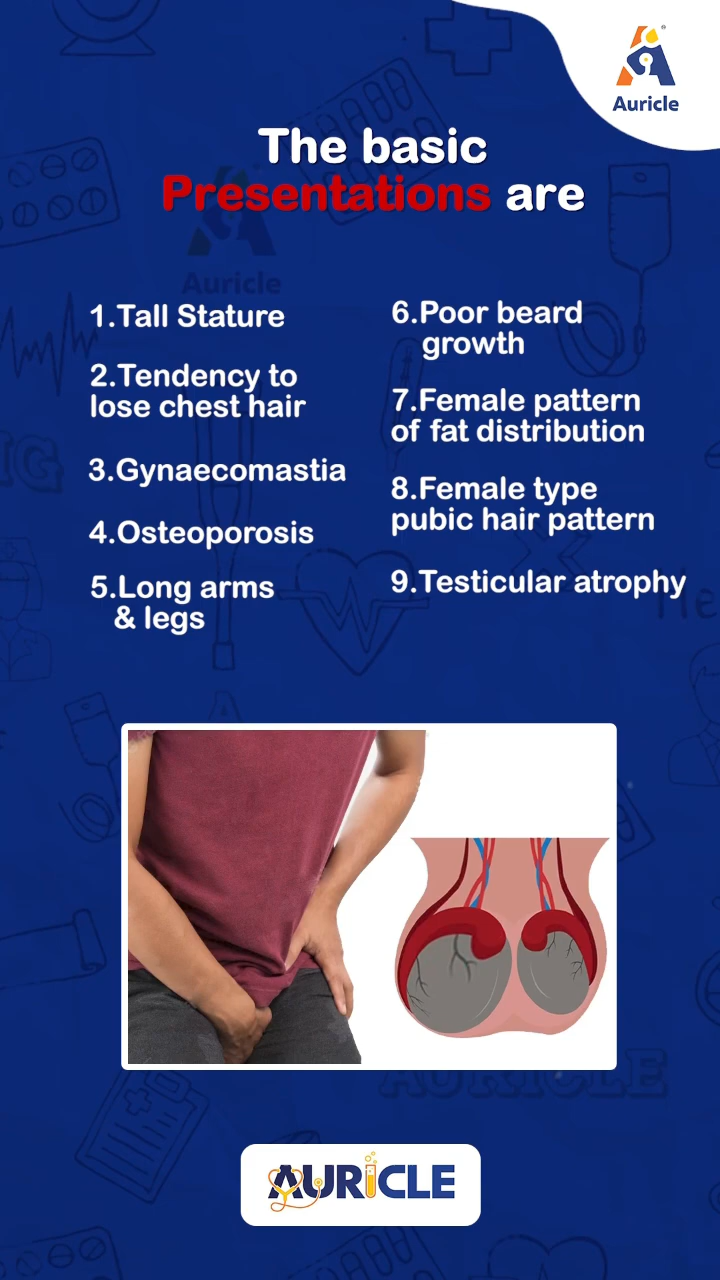 Auricle
The basic
Presentations are
Auricle
1.Tall Stature
2.Tendency to
lose chest hair
3.Gynaecomastia
4.Osteoporosis
5.Long arms
& legs
6.Poor beard
growth
7.Female pattern
of fat distribution
8.Female type
pubic hair pattern
9.Testicular atrophy
AURICLE
AURICLE